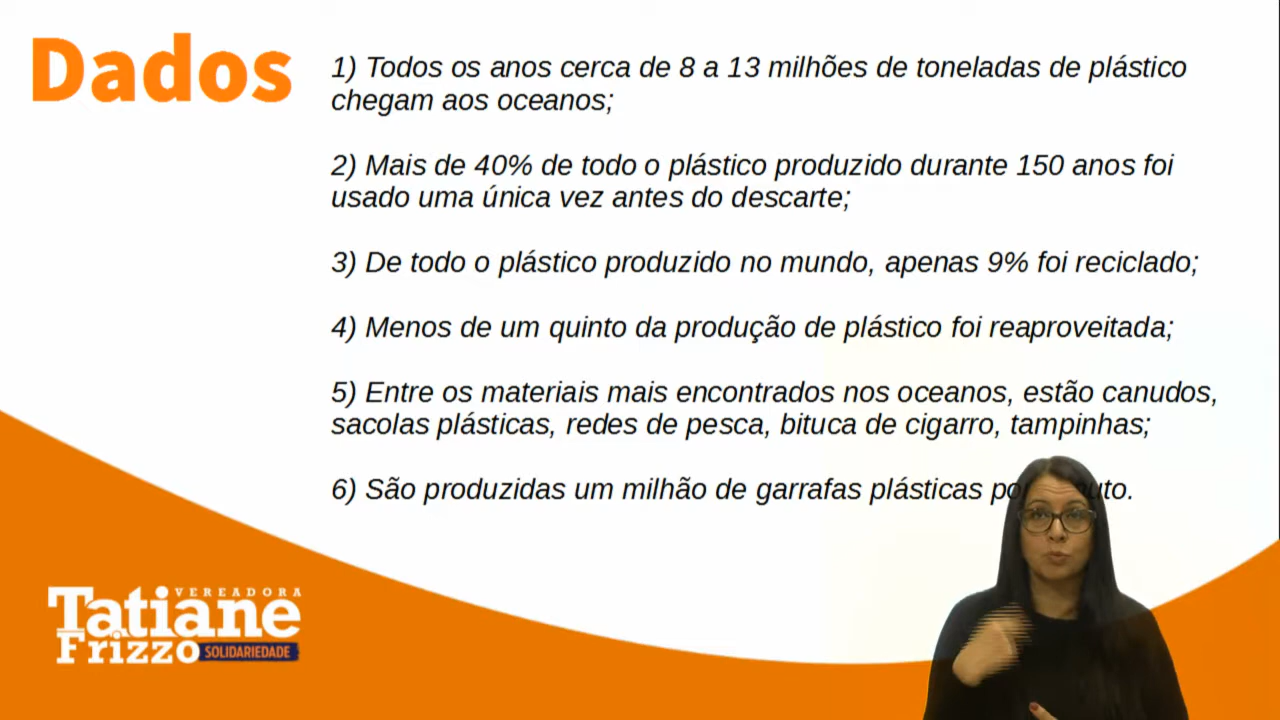 Dados
1) Todos os anos cerca de 8 a 13 milhões de toneladas de plástico
chegam aos oceanos;
2) Mais de 40% de todo o plástico produzido durante 150 anos foi
usado uma única vez antes do descarte;
3) De todo o plástico produzido no mundo, apenas 9% foi reciclado;
4) Menos de um quinto da produção de plástico foi reaproveitada;
5) Entre os materiais mais encontrados nos oceanos, estão canudos,
sacolas plásticas, redes de pesca, bituca de cigarro, tampinhas;
6) São produzidas um milhão de garrafas plásticas
VEREADORA
Tatiane
Frizzo SOLIDARIEDADE